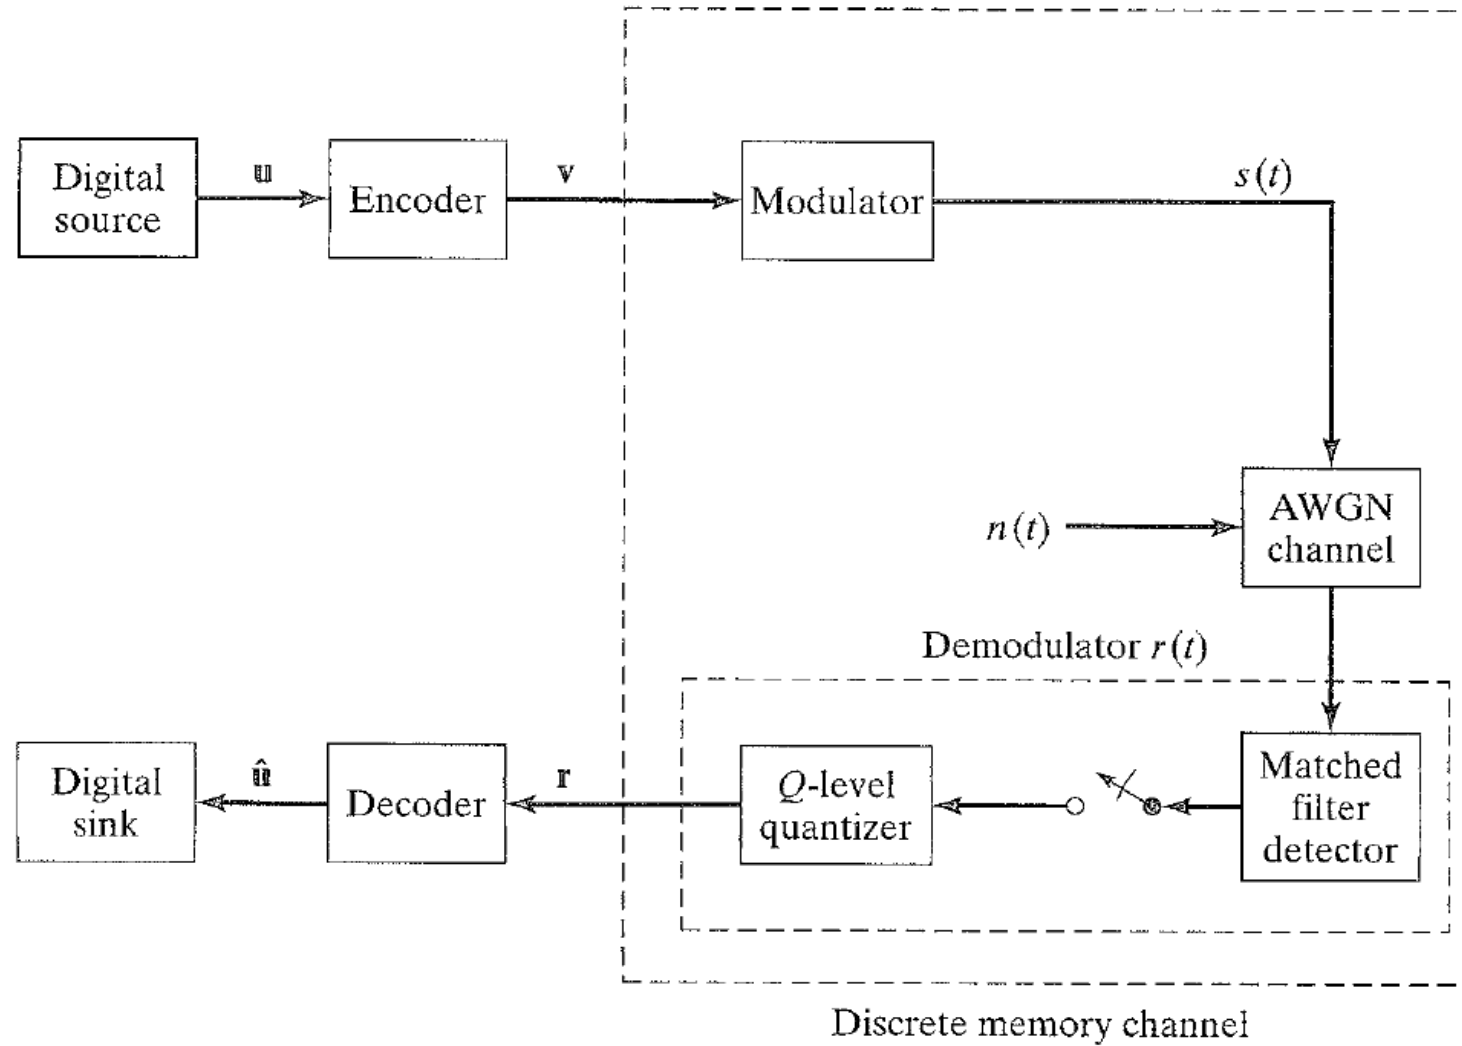 Digital
source
u
Encoder
v
Modulator
s(t)
n(t)
AWGN
channel
Demodulator r(t)
Digital
sink
û
Decoder
r
Q-level
quantizer
Matched
filter
detector
Discrete memory channel